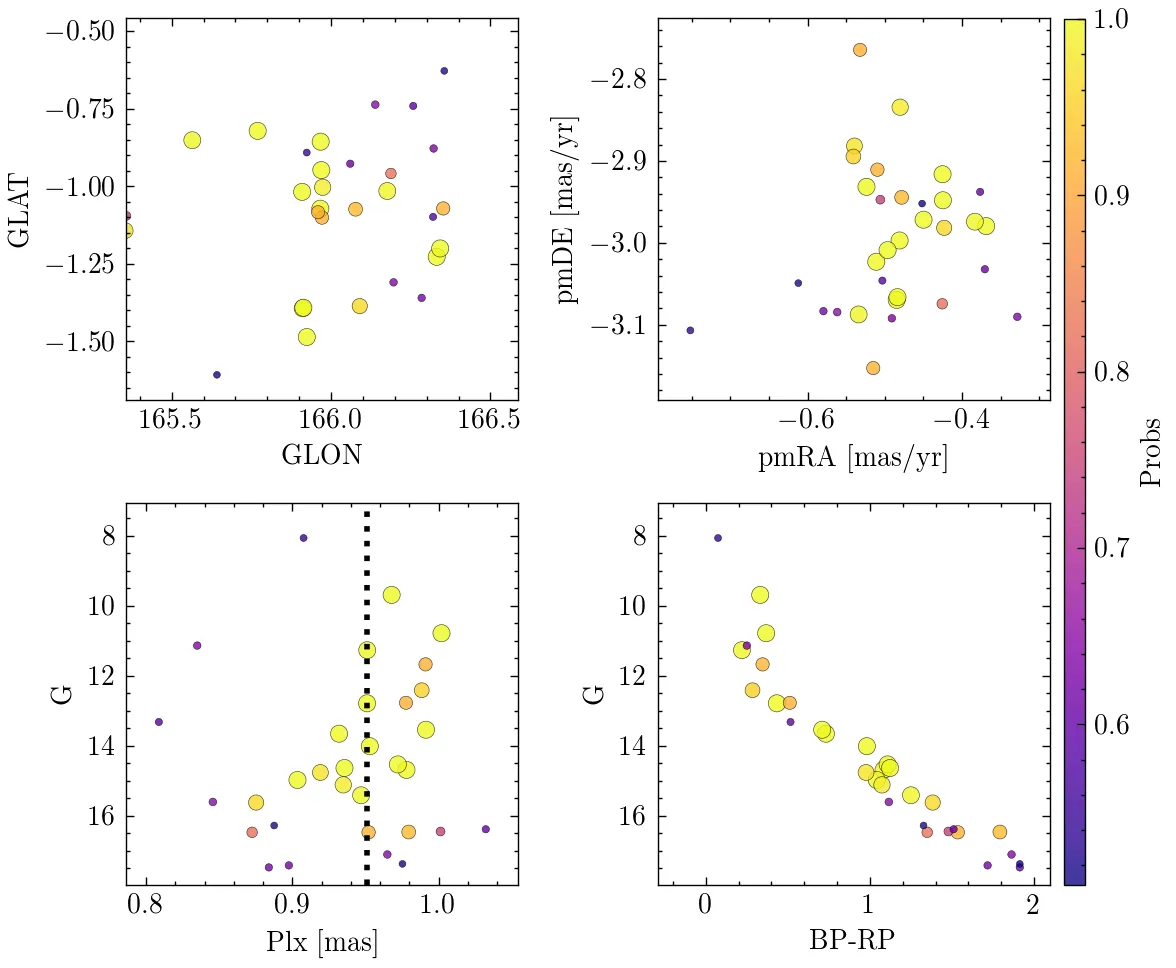 −0.50
−0.75
−1.00
−1.25
−1.50
GLAT
165.5 166.0 166.5
GLON
−2.8
−2.9
−3.0
−3.1
pmDE [mas/yr]
−0.6 −0.4
pmRA [mas/yr]
8
10
12
14
16
G
0.8 0.9 1.0
Plx [mas]
8
10
12
14
16
G
0 1 2
BP-RP
1.0
0.9
0.8
0.7
0.6
Probs